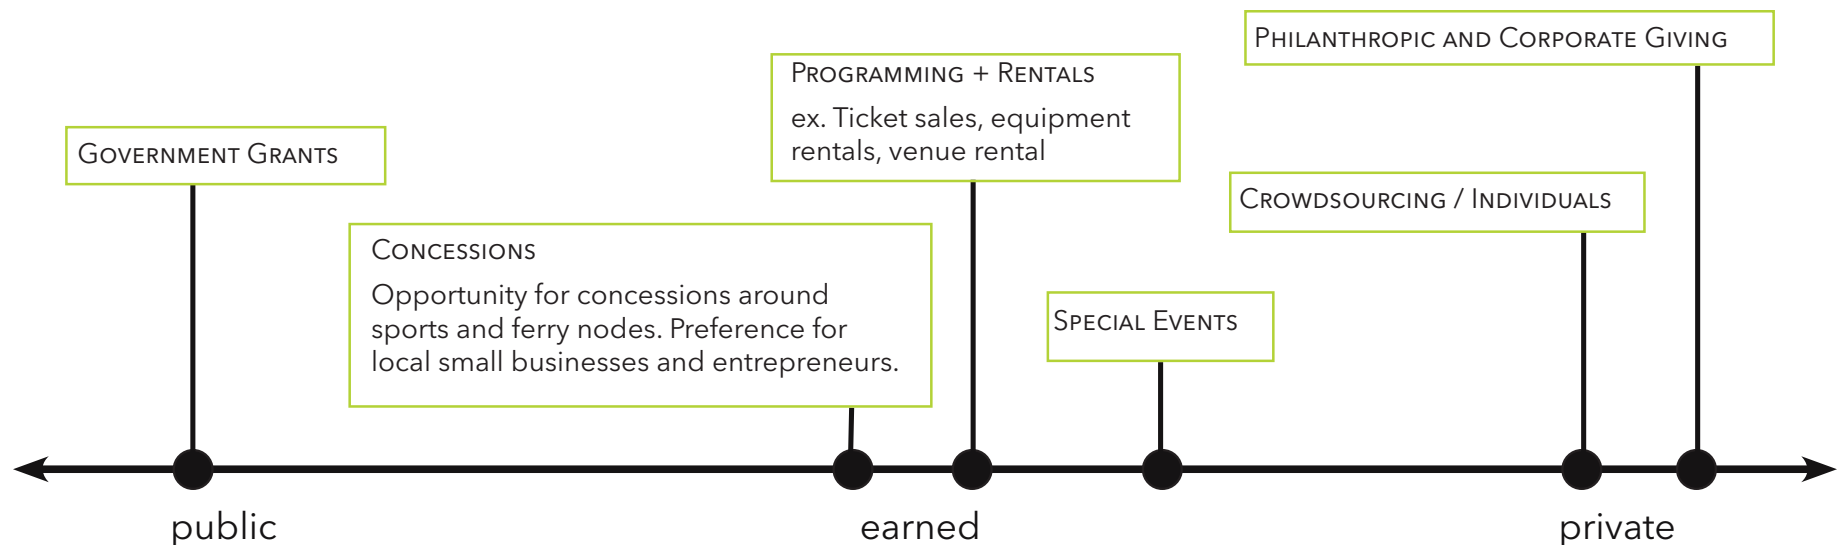 PHILANTHROPIC AND CORPORATE GIVING
PROGRAMMING + RENTALS
ex. Ticket sales, equipment
rentals, venue rental
GOVERNMENT GRANTS
CROWDSOURCING / INDIVIDUALS
CONCESSIONS
Opportunity for concessions around
sports and ferry nodes. Preference for
local small businesses and entrepreneurs.
SPECIAL EVENTS
public
earned
private